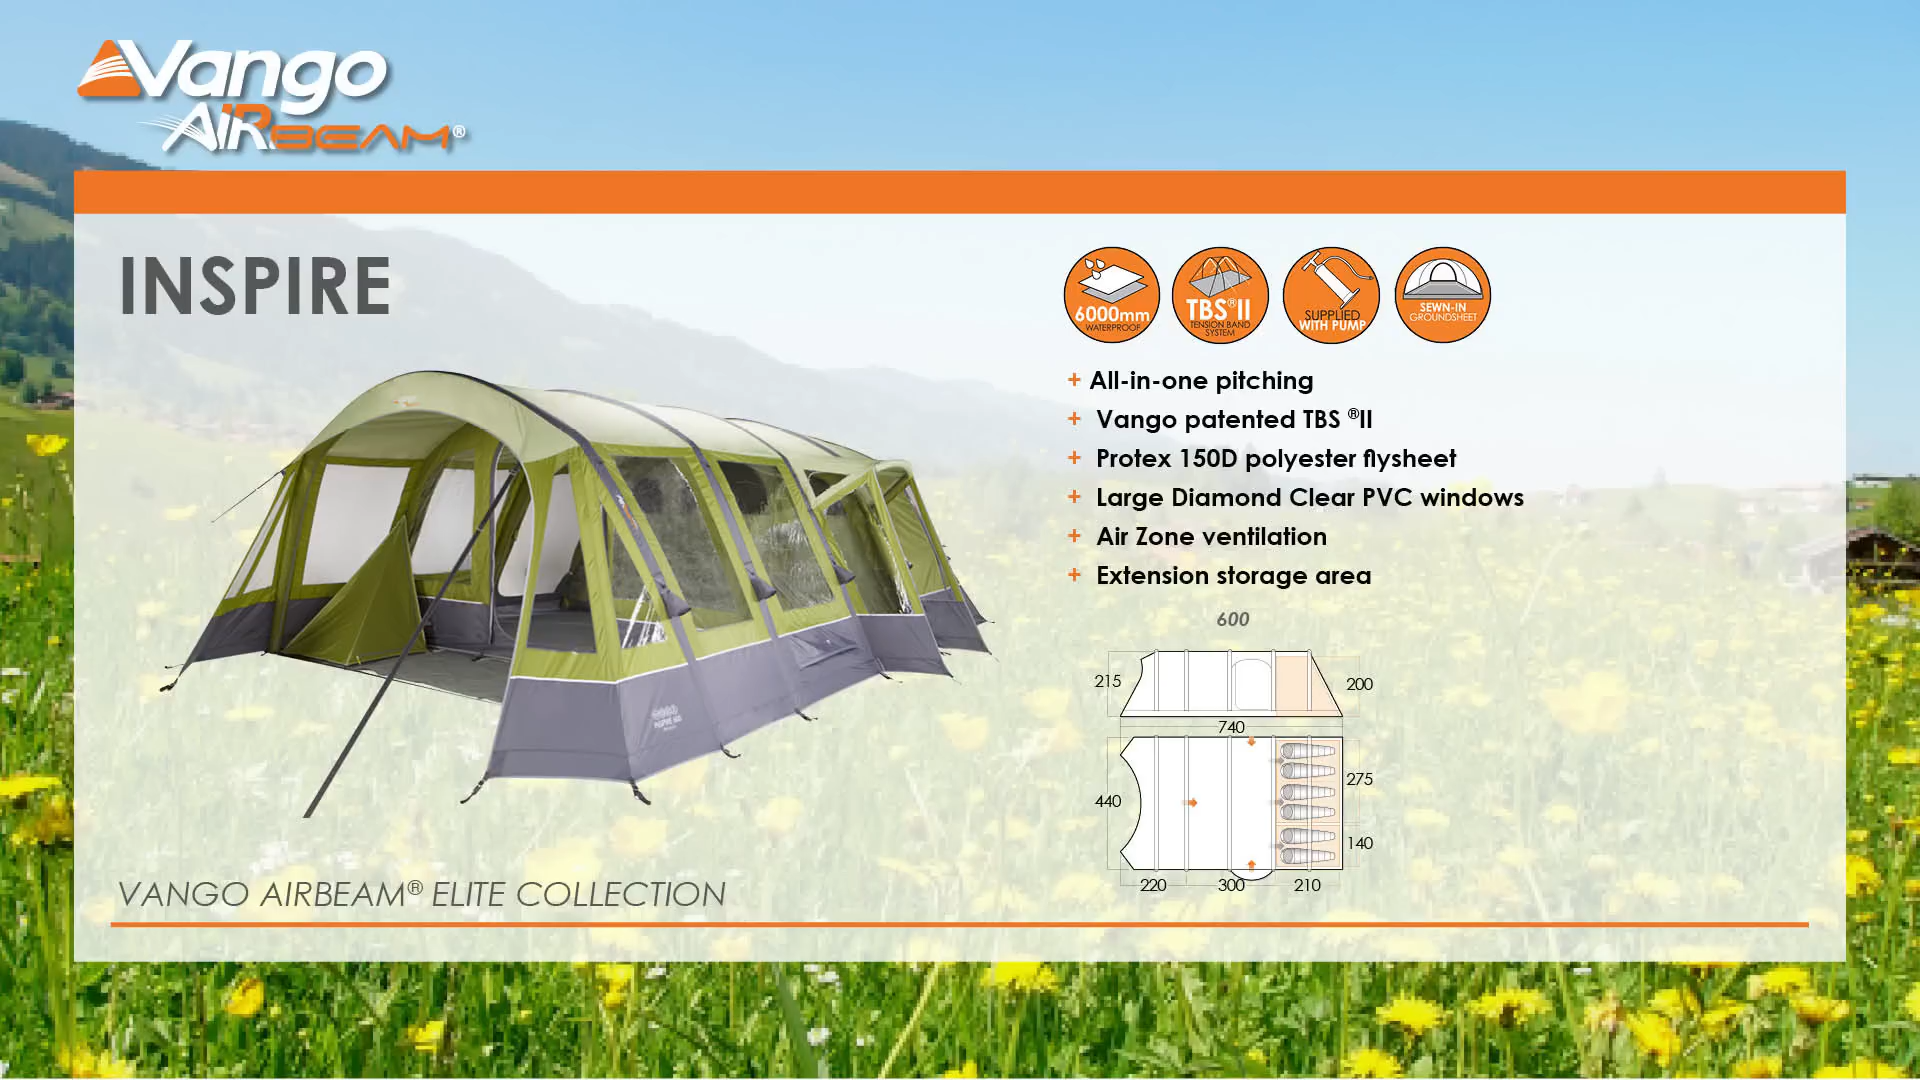 Vango
AIRBEAM®
INSPIRE
6000mm
WATERPROOF
TBS®II
TENSION BAND
SYSTEM
SUPPLIED
WITH PUMP
SEWN-IN
GROUNDSHEET
+ All-in-one pitching
+ Vango patented TBS ®II
+ Protex 150D polyester flysheet
+ Large Diamond Clear PVC windows
+ Air Zone ventilation
+ Extension storage area
600
215
200
740
440
275
140
220 300 210
VANGO AIRBEAM® ELITE COLLECTION